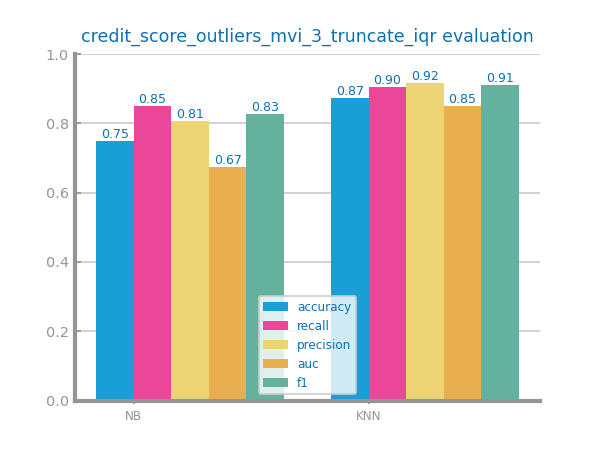 credit_score_outliers_mvi_3_truncate_iqr evaluation
1.0
0.8
0.6
0.4
0.2
0.0
0.75
0.85
0.81
0.67
0.83
0.87
0.90
0.92
0.85
0.91
accuracy
recall
precision
auc
f1
NB
KNN